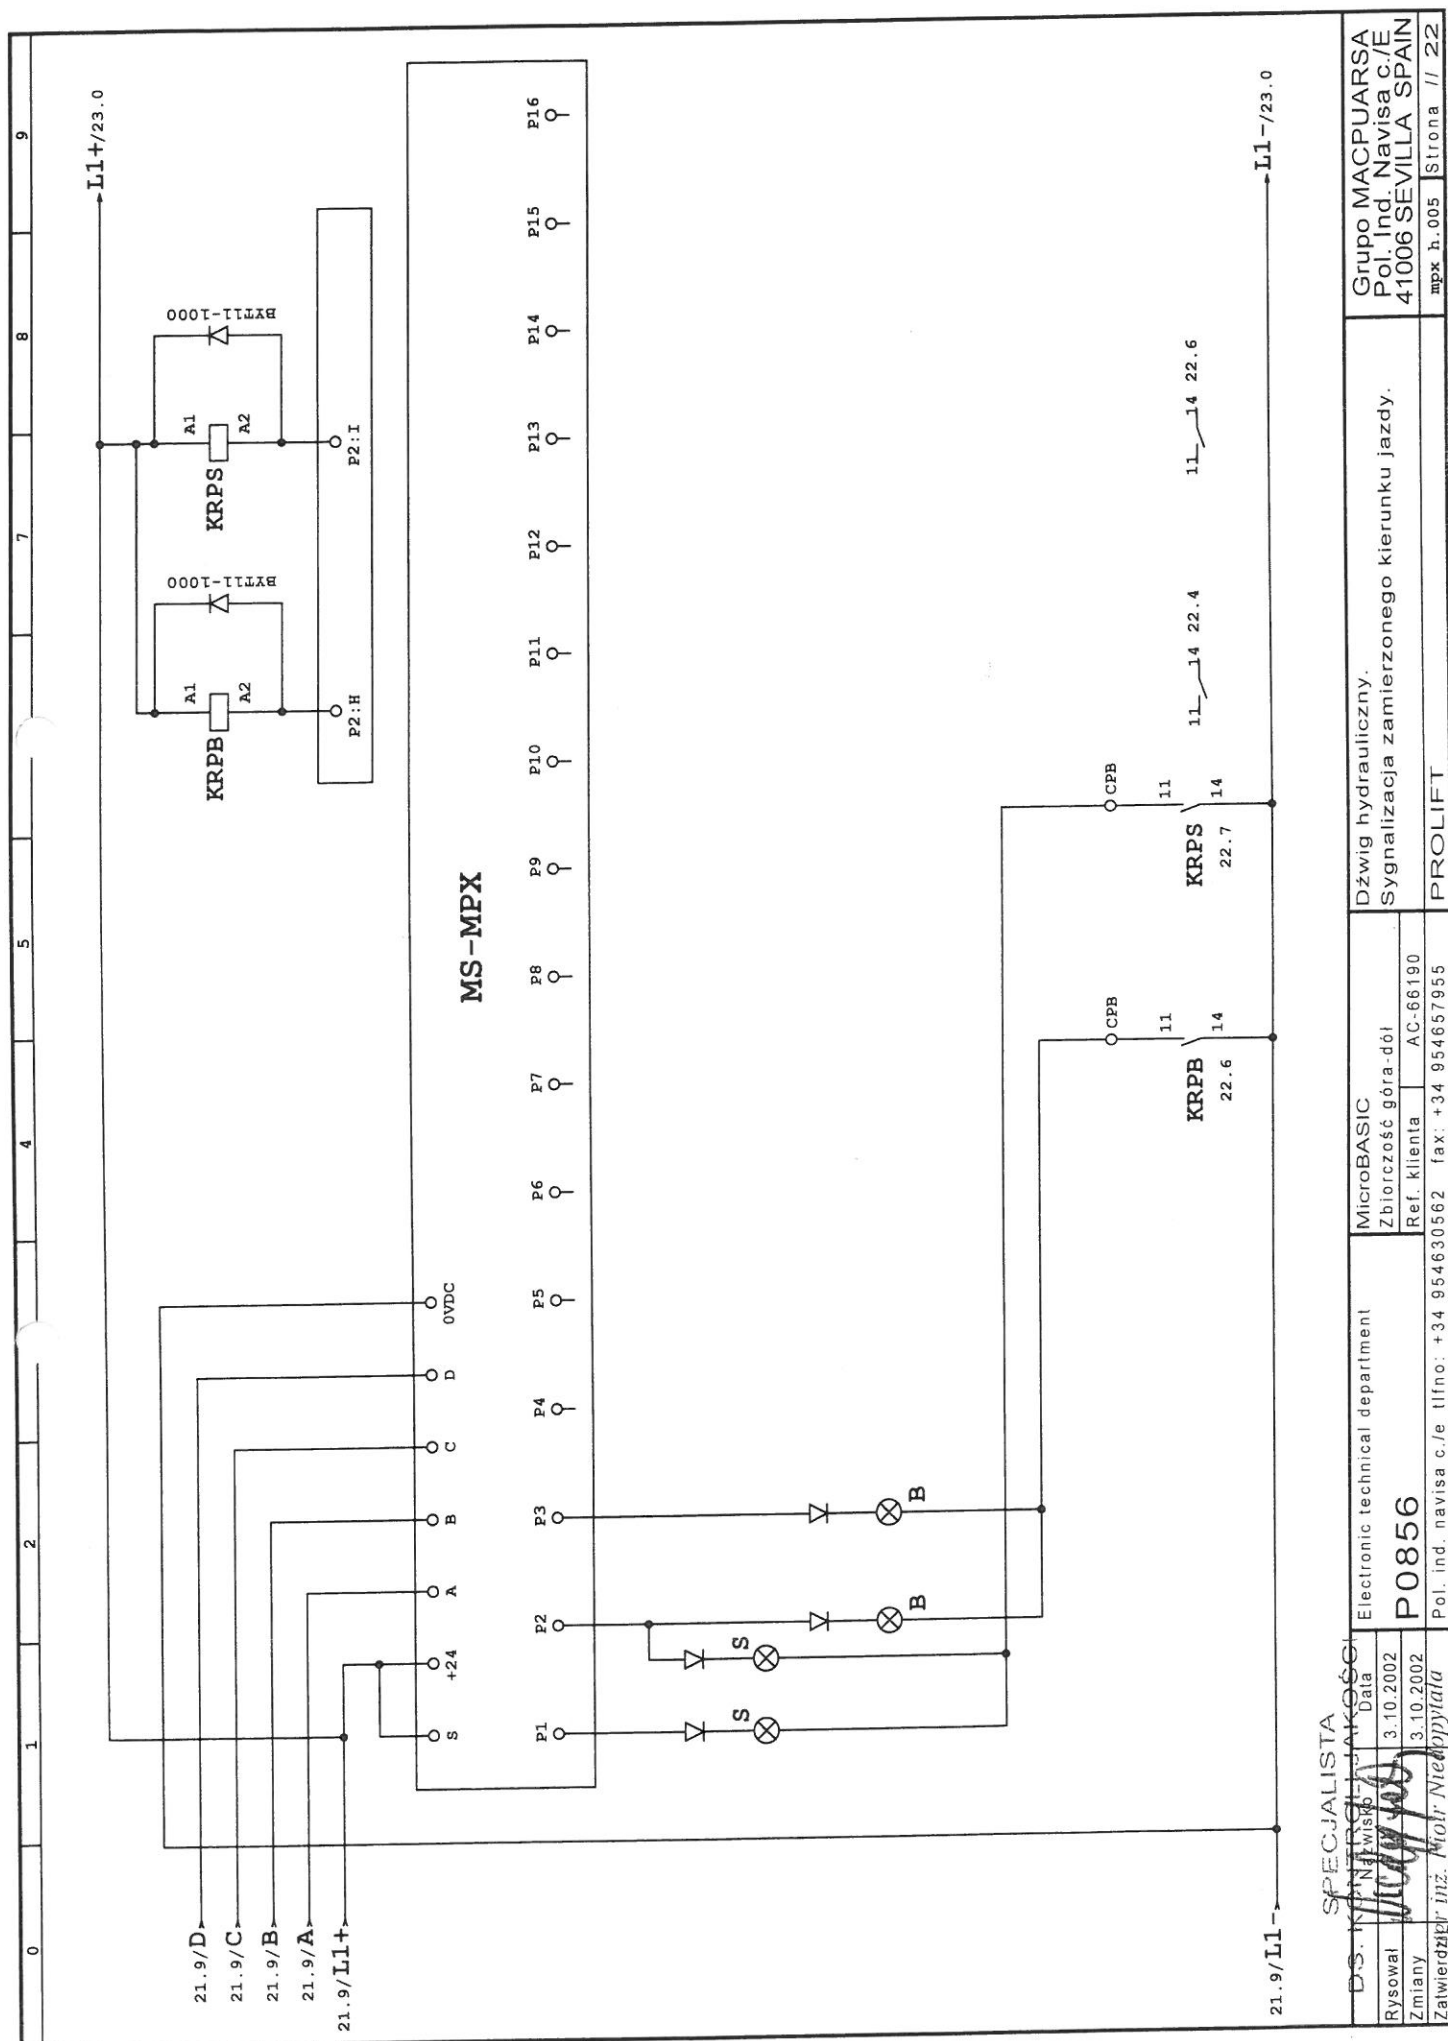 0 1 2 4 5 7 8 9
21.9/D
21.9/C
21.9/B
21.9/A
21.9/L1+
L1+/23.0
KRPB
A1
A2
BYT11-1000
P2:H
KRPS
A1
A2
BYT11-1000
P2:I
S +24 A B C D 0VDC
MS-MPX
P1 P2 P3 P4 P5 P6 P7 P8 P9 P10 P11 P12 P13 P14 P15 P16
S S B B
CPB
11
KRPB
22.6
14
CPB
11
KRPS
22.7
14
11 14 22.4
11 14 22.6
21.9/L1-
L1-/23.0
SPECJALISTA
D.S. KONTROLI JAKOŚCI
Nazwisko Data
Rysował 3.10.2002
Zmiany 3.10.2002
Zatwierdził mgr inż. Piotr Niedopytała
Electronic technical department
P0856
MicroBASIC
Zbiorczość góra-dół
Ref. klienta AC-66190
Pol. ind. navisa c./e tlfno: +34 954630562 fax: +34 954657955
Dźwig hydrauliczny.
Sygnalizacja zamierzonego kierunku jazdy.
PROLIFT
Grupo MACPUARSA
Pol. Ind. Navisa c./E
41006 SEVILLA SPAIN
mpx h.005 Strona // 22